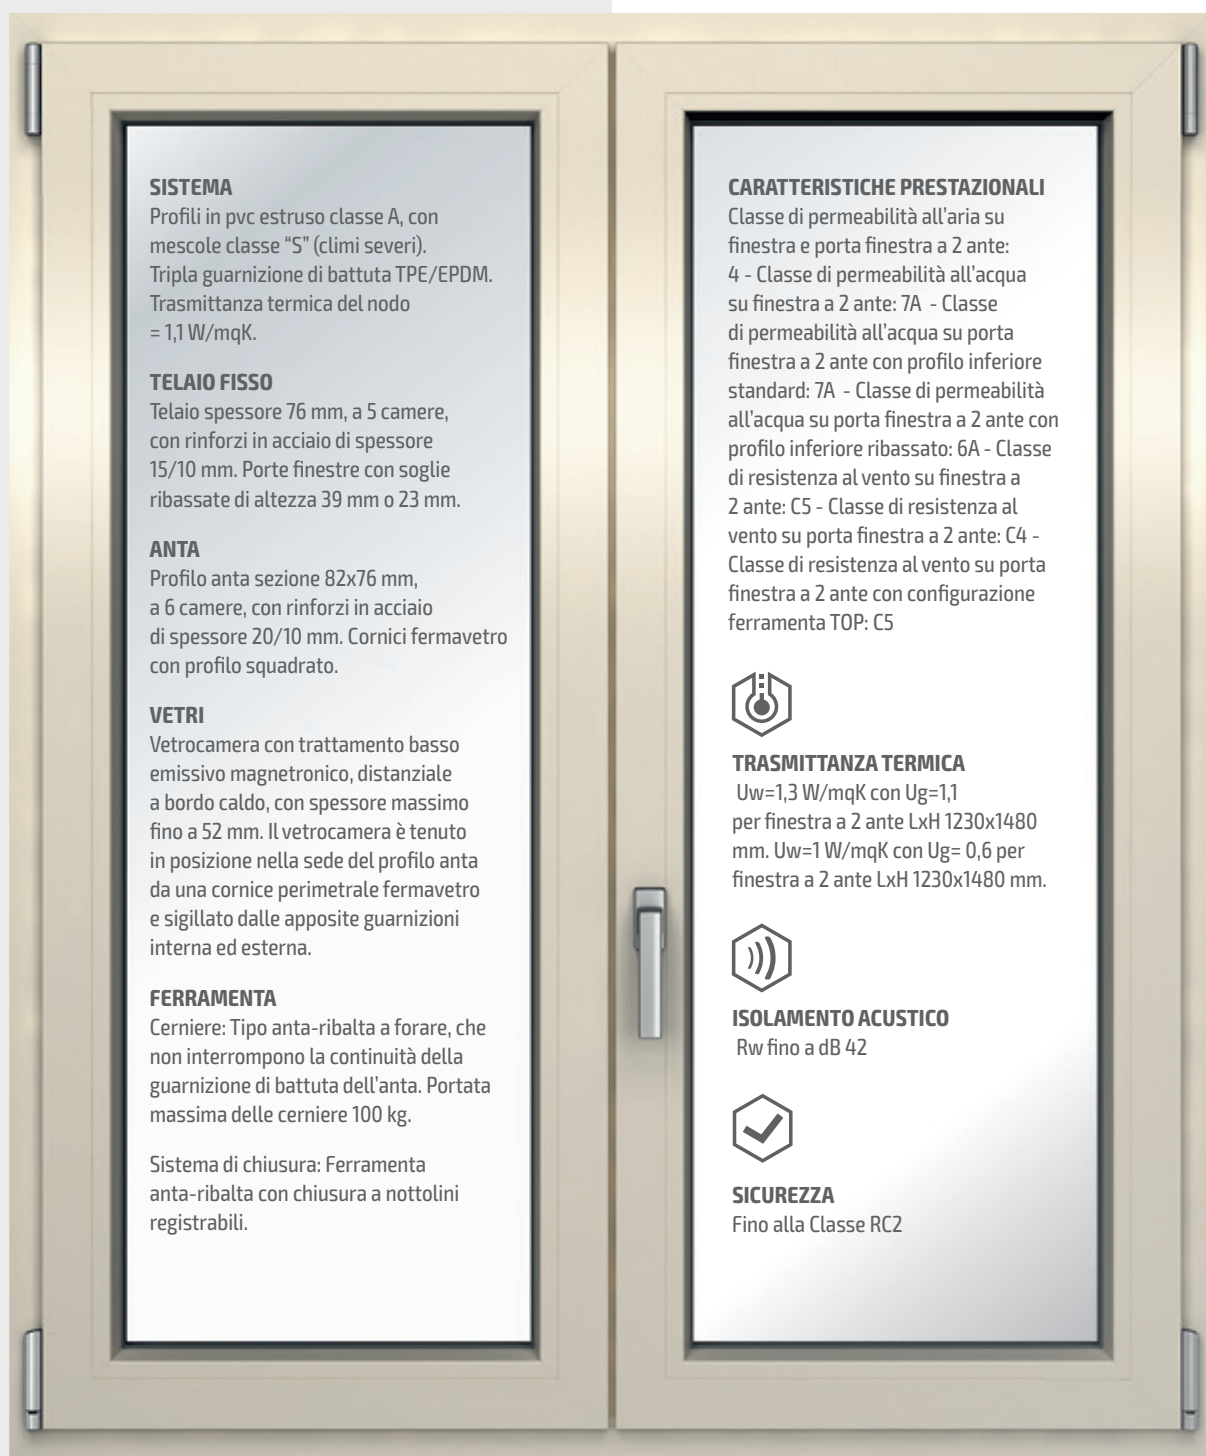 SISTEMA
Profili in pvc estruso classe A, con
mescole classe “S” (climi severi).
Tripla guarnizione di battuta TPE/EPDM.
Trasmittanza termica del nodo
= 1,1 W/mqK.
TELAIO FISSO
Telaio spessore 76 mm, a 5 camere,
con rinforzi in acciaio di spessore
15/10 mm. Porte finestre con soglie
ribassate di altezza 39 mm o 23 mm.
ANTA
Profilo anta sezione 82x76 mm,
a 6 camere, con rinforzi in acciaio
di spessore 20/10 mm. Cornici fermavetro
con profilo squadrato.
VETRI
Vetrocamera con trattamento basso
emissivo magnetronico, distanziale
a bordo caldo, con spessore massimo
fino a 52 mm. Il vetrocamera è tenuto
in posizione nella sede del profilo anta
da una cornice perimetrale fermavetro
e sigillato dalle apposite guarnizioni
interna ed esterna.
FERRAMENTA
Cerniere: Tipo anta-ribalta a forare, che
non interrompono la continuità della
guarnizione di battuta dell’anta. Portata
massima delle cerniere 100 kg.
Sistema di chiusura: Ferramenta
anta-ribalta con chiusura a nottolini
registrabili.
CARATTERISTICHE PRESTAZIONALI
Classe di permeabilità all’aria su
finestra e porta finestra a 2 ante:
4 - Classe di permeabilità all’acqua
su finestra a 2 ante: 7A - Classe
di permeabilità all’acqua su porta
finestra a 2 ante con profilo inferiore
standard: 7A - Classe di permeabilità
all’acqua su porta finestra a 2 ante con
profilo inferiore ribassato: 6A - Classe
di resistenza al vento su finestra a
2 ante: C5 - Classe di resistenza al
vento su porta finestra a 2 ante: C4 -
Classe di resistenza al vento su porta
finestra a 2 ante con configurazione
ferramenta TOP: C5
TRASMITTANZA TERMICA
Uw=1,3 W/mqK con Ug=1,1
per finestra a 2 ante LxH 1230x1480
mm. Uw=1 W/mqK con Ug= 0,6 per
finestra a 2 ante LxH 1230x1480 mm.
ISOLAMENTO ACUSTICO
Rw fino a dB 42
SICUREZZA
Fino alla Classe RC2